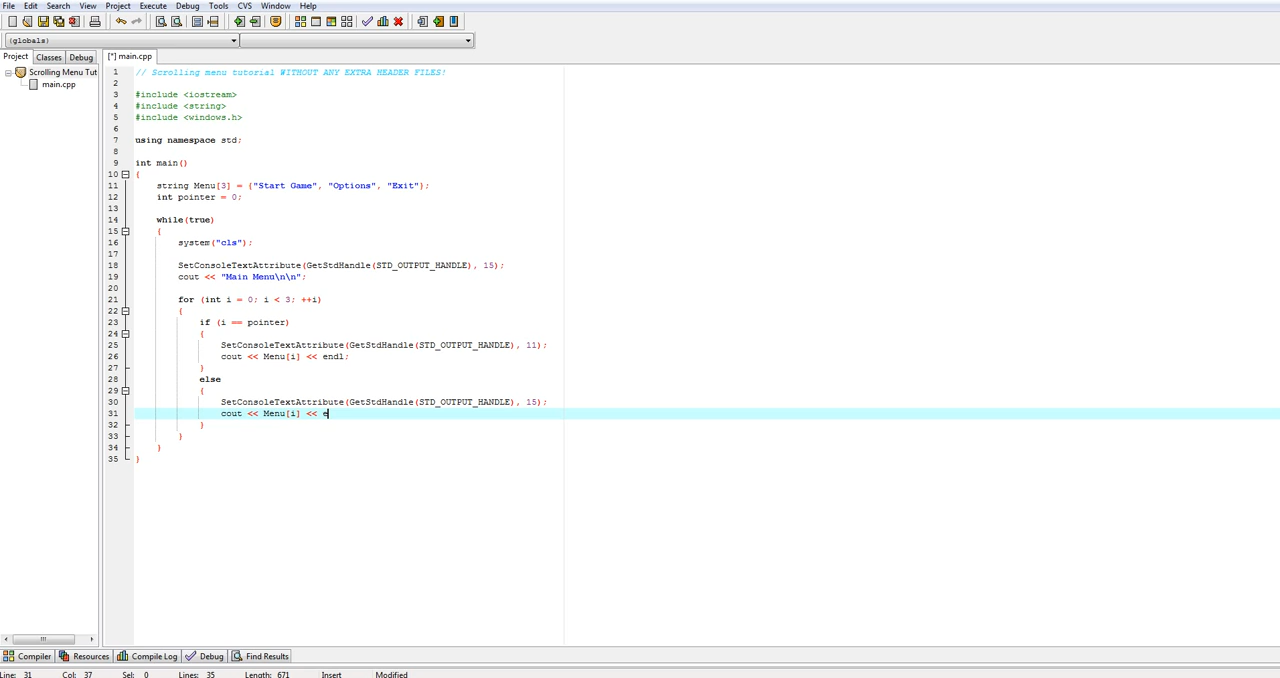 File Edit Search View Project Execute Debug Tools CVS Window Help
(globals)
Project Classes Debug [*] main.cpp
Scrolling Menu Tut
main.cpp
1 // Scrolling menu tutorial WITHOUT ANY EXTRA HEADER FILES!
2
3 #include <iostream>
4 #include <string>
5 #include <windows.h>
6
7 using namespace std;
8
9 int main()
10 {
11 string Menu[3] = {"Start Game", "Options", "Exit"};
12 int pointer = 0;
13
14 while(true)
15 {
16 system("cls");
17
18 SetConsoleTextAttribute(GetStdHandle(STD_OUTPUT_HANDLE), 15);
19 cout << "Main Menu\n\n";
20
21 for (int i = 0; i < 3; ++i)
22 {
23 if (i == pointer)
24 {
25 SetConsoleTextAttribute(GetStdHandle(STD_OUTPUT_HANDLE), 11);
26 cout << Menu[i] << endl;
27 }
28 else
29 {
30 SetConsoleTextAttribute(GetStdHandle(STD_OUTPUT_HANDLE), 15);
31 cout << Menu[i] << e
32 }
33 }
34 }
35 }
Compiler Resources Compile Log Debug Find Results
Line: 31 Col: 37 Sel: 0 Lines: 35 Length: 671 Insert Modified